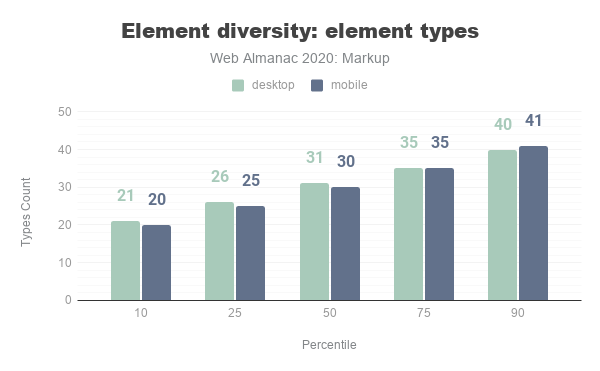 Element diversity: element types
Web Almanac 2020: Markup
desktop mobile
50
40
30
20
10
0
Types Count
21 20 26 25 31 30 35 35 40 41
10 25 50 75 90
Percentile